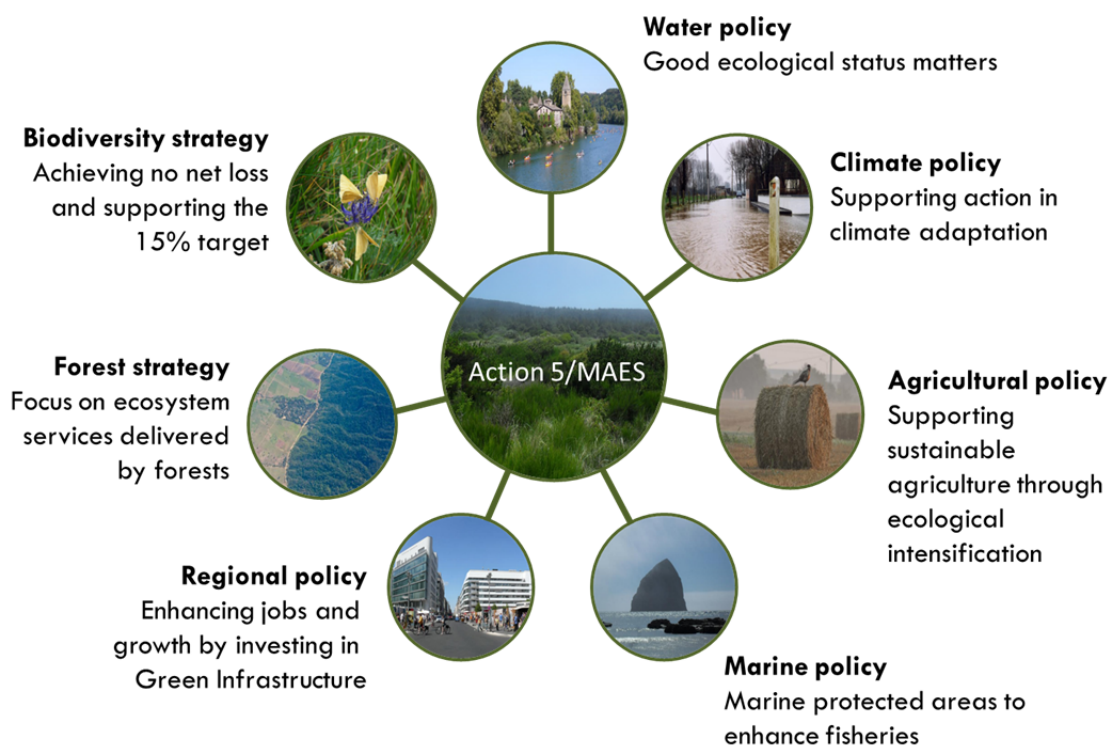 Water policy
Good ecological status matters
Climate policy
Supporting action in
climate adaptation
Agricultural policy
Supporting
sustainable
agriculture through
ecological
intensification
Marine policy
Marine protected areas to
enhance fisheries
Regional policy
Enhancing jobs and
growth by investing in
Green Infrastructure
Forest strategy
Focus on ecosystem
services delivered
by forests
Biodiversity strategy
Achieving no net loss
and supporting the
15% target
Action 5/MAES